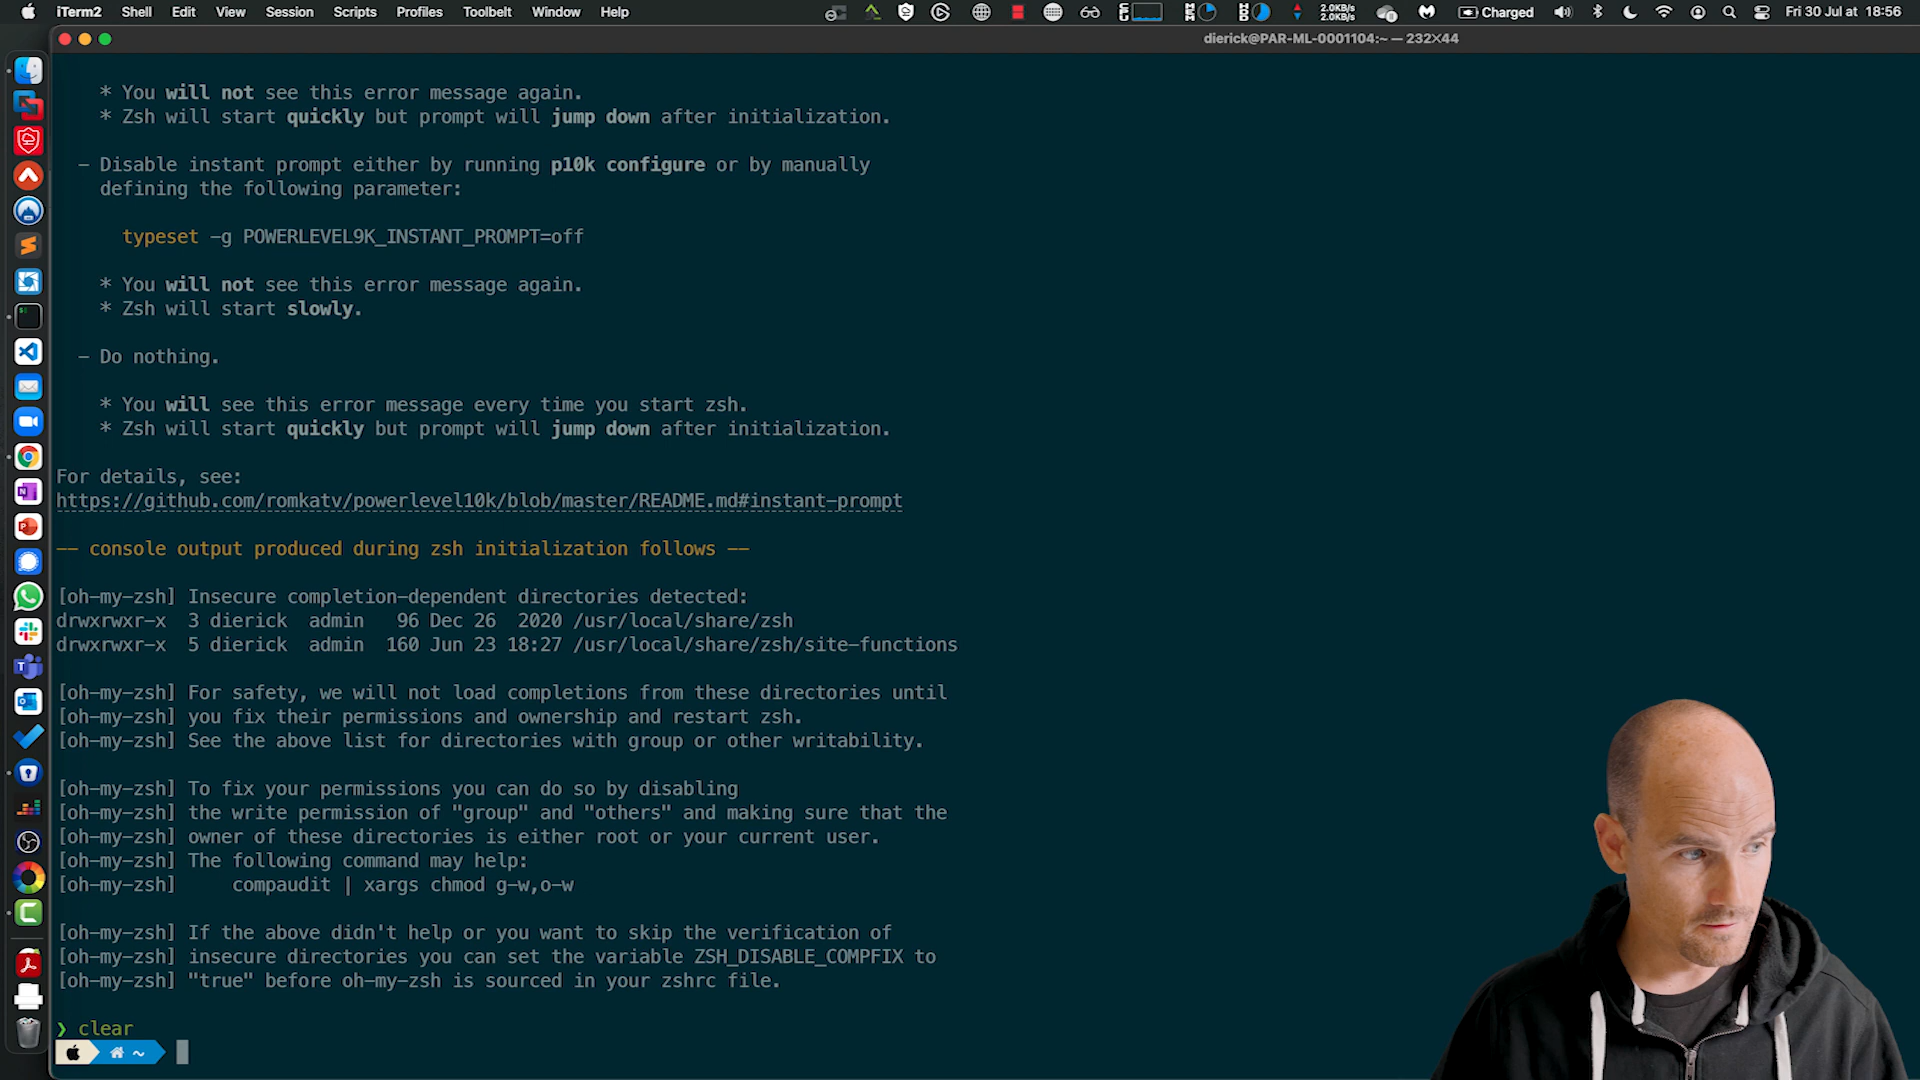 iTerm2 Shell Edit View Session Scripts Profiles Toolbelt Window Help 2.0KB/s 2.0KB/s Charged Fri 30 Jul at 18:56
dierick@PAR-ML-0001104:~ — 232×44
* You will not see this error message again.
* Zsh will start quickly but prompt will jump down after initialization.
- Disable instant prompt either by running p10k configure or by manually
defining the following parameter:
typeset -g POWERLEVEL9K_INSTANT_PROMPT=off
* You will not see this error message again.
* Zsh will start slowly.
- Do nothing.
* You will see this error message every time you start zsh.
* Zsh will start quickly but prompt will jump down after initialization.
For details, see:
https://github.com/romkatv/powerlevel10k/blob/master/README.md#instant-prompt
-- console output produced during zsh initialization follows --
[oh-my-zsh] Insecure completion-dependent directories detected:
drwxrwxr-x 3 dierick admin 96 Dec 26 2020 /usr/local/share/zsh
drwxrwxr-x 5 dierick admin 160 Jun 23 18:27 /usr/local/share/zsh/site-functions
[oh-my-zsh] For safety, we will not load completions from these directories until
[oh-my-zsh] you fix their permissions and ownership and restart zsh.
[oh-my-zsh] See the above list for directories with group or other writability.
[oh-my-zsh] To fix your permissions you can do so by disabling
[oh-my-zsh] the write permission of "group" and "others" and making sure that the
[oh-my-zsh] owner of these directories is either root or your current user.
[oh-my-zsh] The following command may help:
[oh-my-zsh] compaudit | xargs chmod g-w,o-w
[oh-my-zsh] If the above didn't help or you want to skip the verification of
[oh-my-zsh] insecure directories you can set the variable ZSH_DISABLE_COMPFIX to
[oh-my-zsh] "true" before oh-my-zsh is sourced in your zshrc file.
❯ clear
~